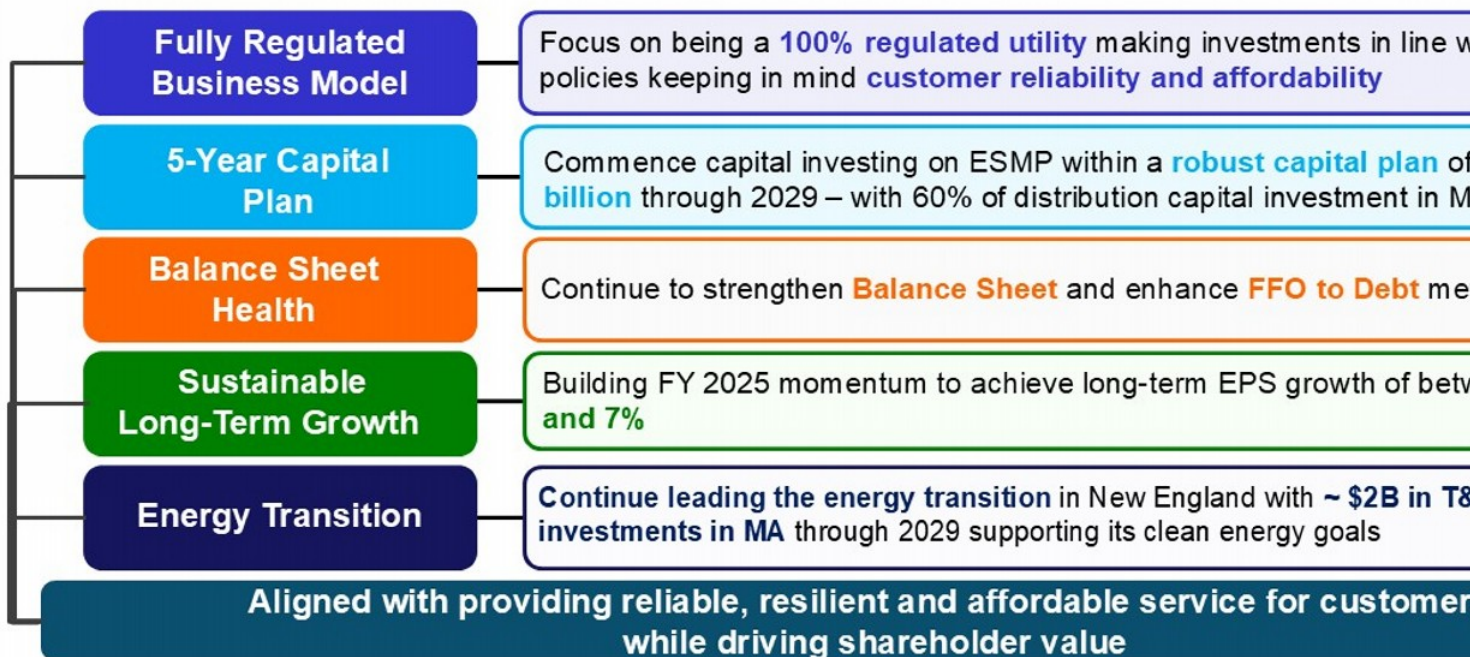 Fully Regulated
Business Model
Focus on being a 100% regulated utility making investments in line
policies keeping in mind customer reliability and affordability
5-Year Capital
Plan
Commence capital investing on ESMP within a robust capital plan of
billion through 2029 – with 60% of distribution capital investment in
Balance Sheet
Health
Continue to strengthen Balance Sheet and enhance FFO to Debt
Sustainable
Long-Term Growth
Building FY 2025 momentum to achieve long-term EPS growth of
and 7%
Energy Transition
Continue leading the energy transition in New England with ~ $2B in
investments in MA through 2029 supporting its clean energy goals
Aligned with providing reliable, resilient and affordable service for
while driving shareholder value